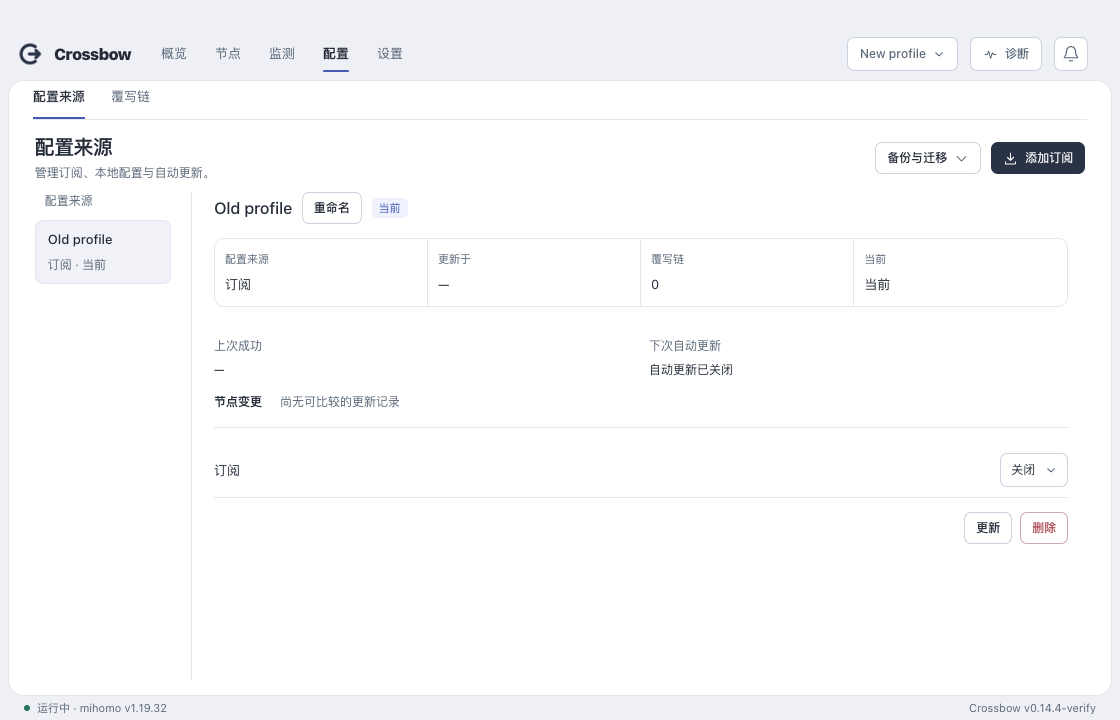 Crossbow 概览 节点 监测 配置 设置 New profile 诊断
配置来源 覆写链
配置来源
管理订阅、本地配置与自动更新。
备份与迁移 添加订阅
配置来源
Old profile
订阅 · 当前
Old profile 重命名 当前
配置来源 更新于 覆写链 当前
订阅 — 0 当前
上次成功 下次自动更新
— 自动更新已关闭
节点变更 尚无可比较的更新记录
订阅 关闭
更新 删除
运行中 · mihomo v1.19.32 Crossbow v0.14.4-verify